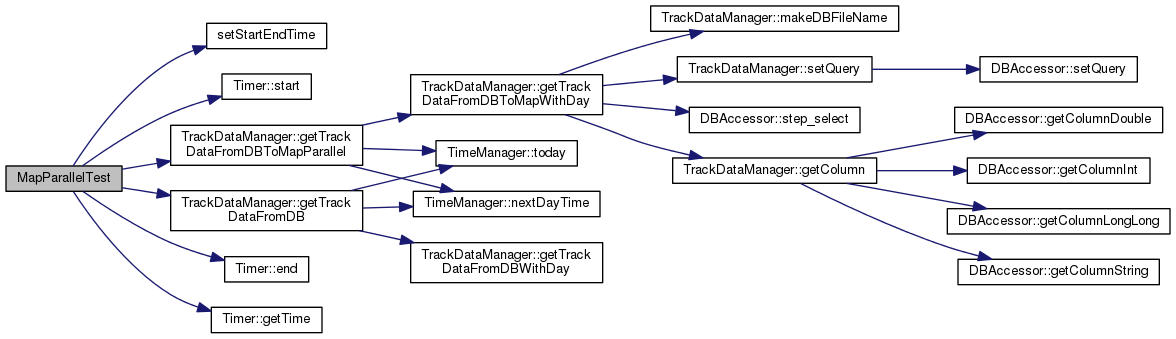 MapParallelTest
setStartEndTime
Timer::start
TrackDataManager::getTrack
DataFromDBToMapParallel
TrackDataManager::getTrack
DataFromDB
Timer::end
Timer::getTime
TrackDataManager::getTrack
DataFromDBToMapWithDay
TimeManager::today
TimeManager::nextDayTime
TrackDataManager::getTrack
DataFromDBWithDay
TrackDataManager::makeDBFileName
TrackDataManager::setQuery
DBAccessor::step_select
TrackDataManager::getColumn
DBAccessor::setQuery
DBAccessor::getColumnDouble
DBAccessor::getColumnInt
DBAccessor::getColumnLongLong
DBAccessor::getColumnString